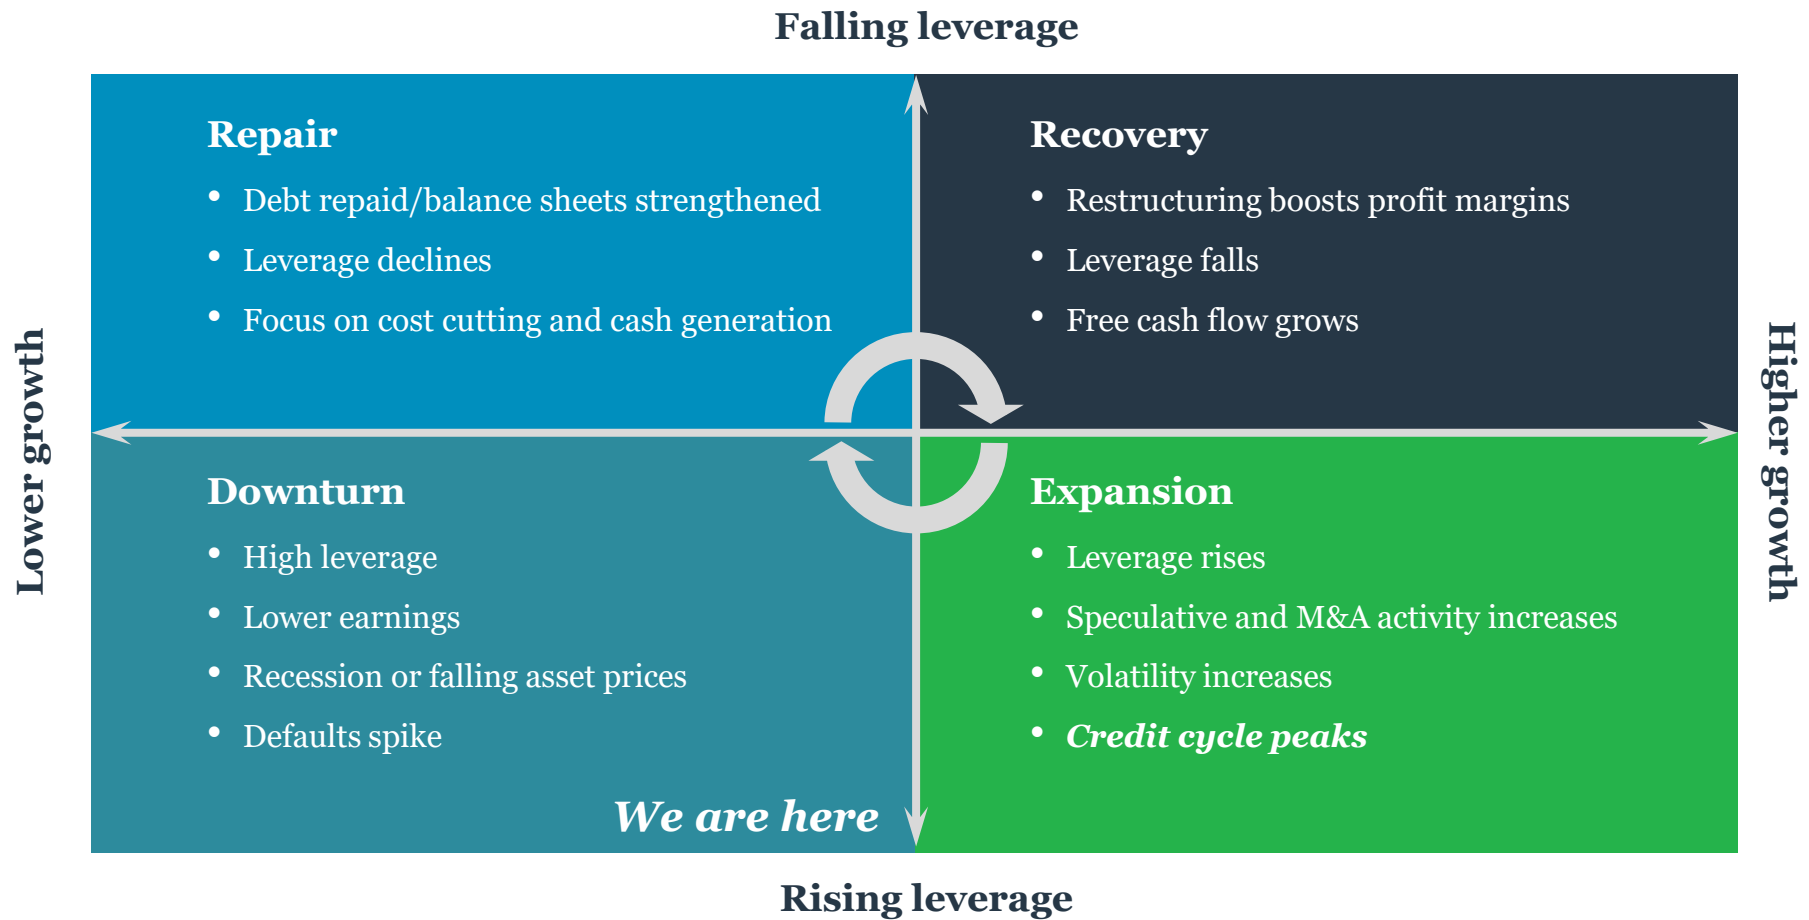 Falling leverage
Repair
• Debt repaid/balance sheets strengthened
• Leverage declines
• Focus on cost cutting and cash generation
Recovery
• Restructuring boosts profit margins
• Leverage falls
• Free cash flow grows
Lower growth
Higher growth
Downturn
• High leverage
• Lower earnings
• Recession or falling asset prices
• Defaults spike
We are here
Expansion
• Leverage rises
• Speculative and M&A activity increases
• Volatility increases
• Credit cycle peaks
Rising leverage